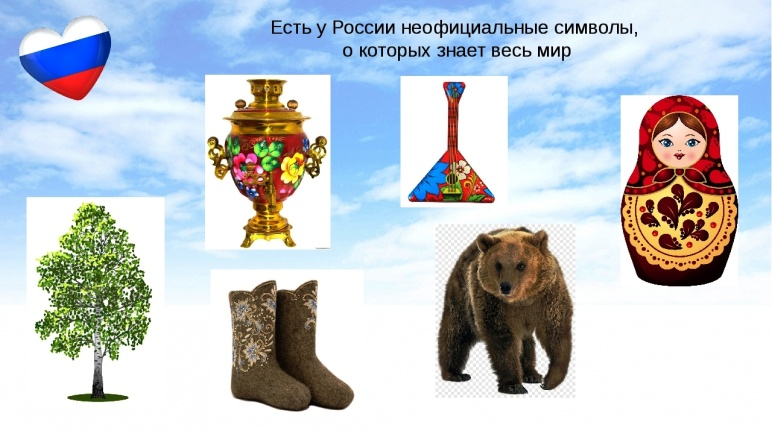 Есть у России неофициальные символы,
о которых знает весь мир